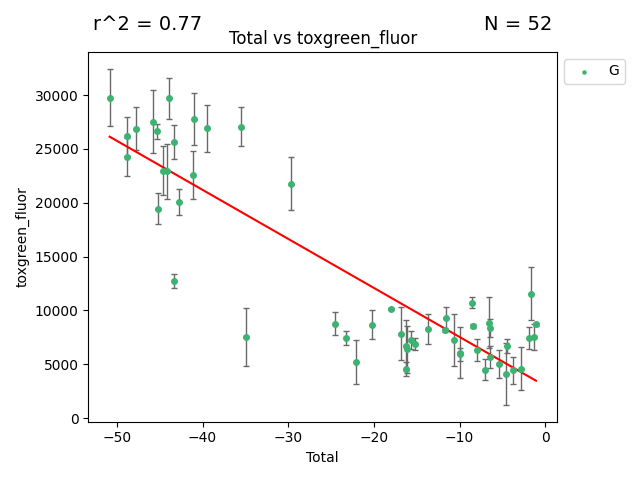 r^2 = 0.77
N = 52
Total vs toxgreen_fluor
G
toxgreen_fluor
30000
25000
20000
15000
10000
5000
0
−50
−40
−30
−20
−10
0
Total